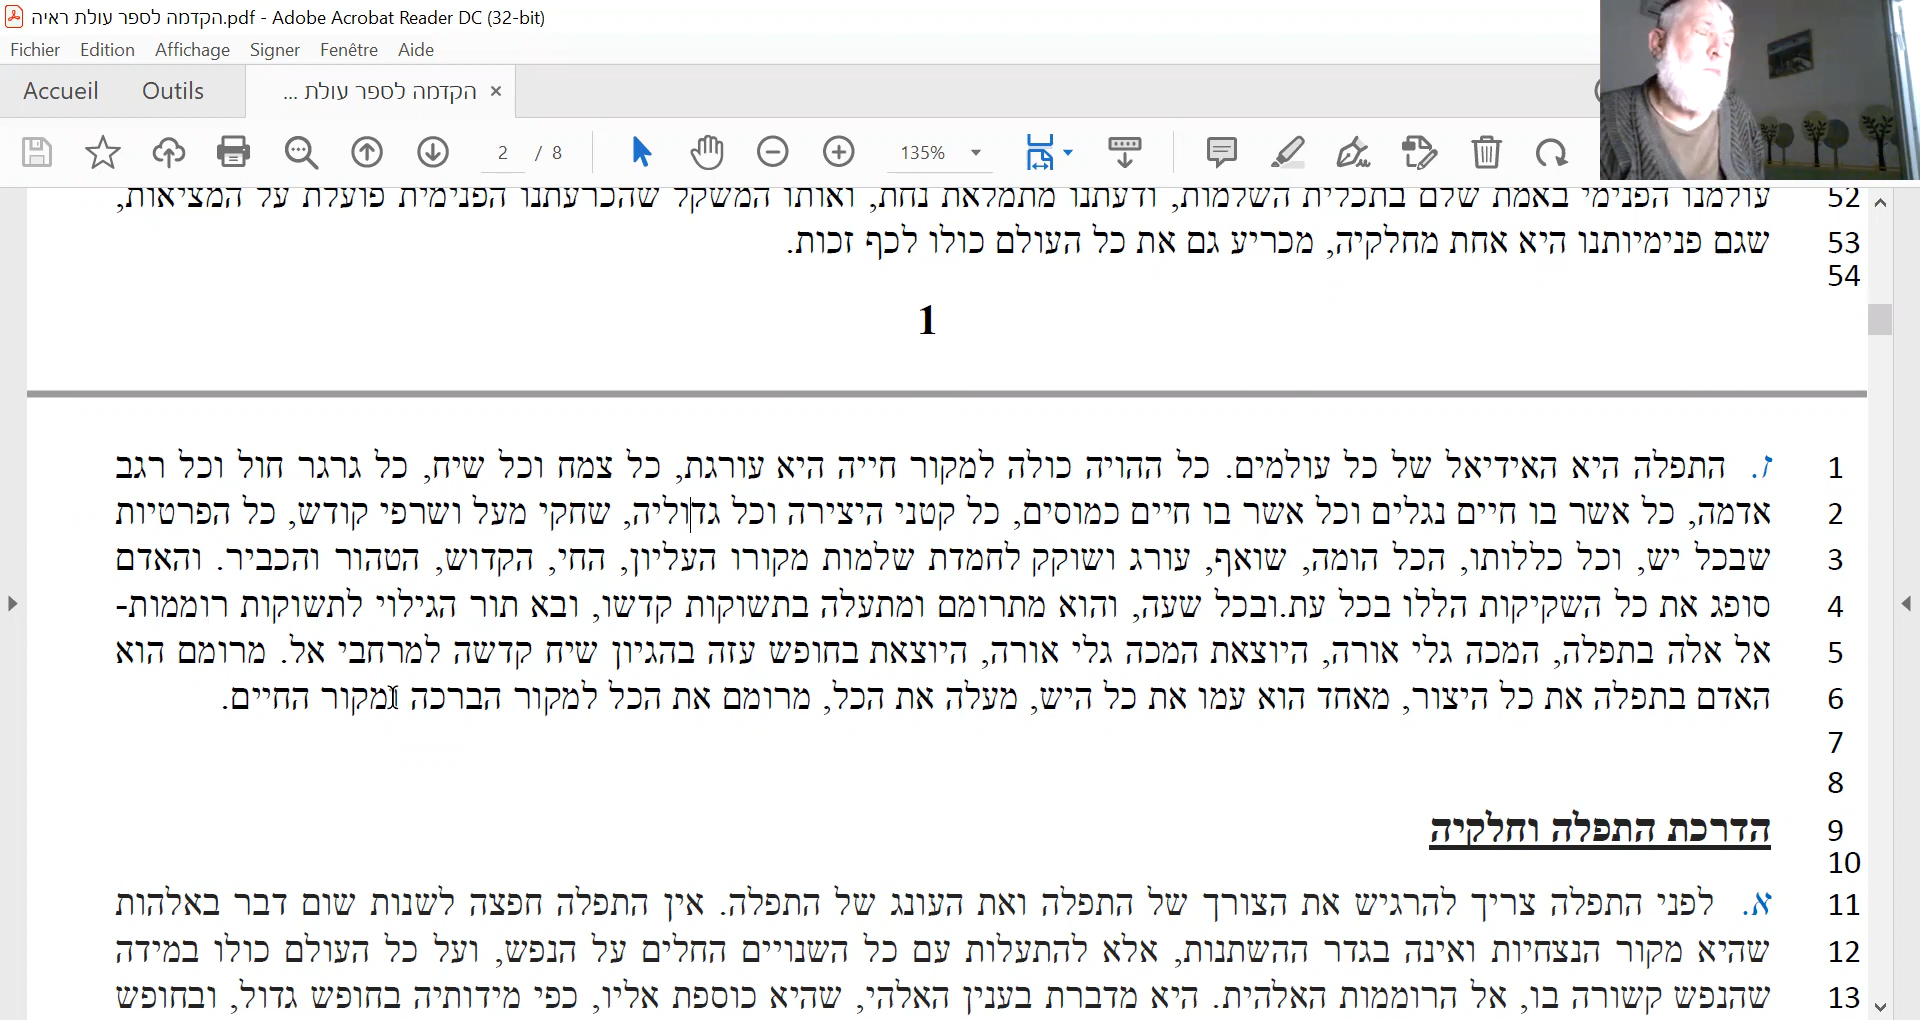 הקדמה לספר עולת ראיה.pdf - Adobe Acrobat Reader DC (32-bit)
Fichier Edition Affichage Signer Fenêtre Aide
Accueil Outils הקדמה לספר עולת ...
2 / 8 135%
עולמנו הפנימי באמת שלם בתכלית השלמות, ודעתנו מתמלאת נחת, ואותו המשקל שהכרעתנו הפנימית פועלת על המציאות, 52
שגם פנימיותנו היא אחת מחלקיה, מכריע גם את כל העולם כולו לכף זכות. 53
54
1
ז. התפלה היא האידיאל של כל עולמים. כל ההויה כולה למקור חייה היא עורגת, כל צמח וכל שיח, כל גרגר חול וכל רגב 1
אדמה, כל אשר בו חיים נגלים וכל אשר בו חיים כמוסים, כל קטני היצירה וכל גדוליה, שחקי מעל ושרפי קודש, כל הפרטיות 2
שבכל יש, וכל כללותו, הכל הומה, שואף, עורג ושוקק לחמדת שלמות מקורו העליון, החי, הקדוש, הטהור והכביר. והאדם 3
סופג את כל השקיקות הללו בכל עת.ובכל שעה, והוא מתרומם ומתעלה בתשוקות קדשו, ובא תור הגילוי לתשוקות רוממות- 4
אל אלה בתפלה, המכה גלי אורה, היוצאת המכה גלי אורה, היוצאת בחופש עזה בהגיון שיח קדשה למרחבי אל. מרומם הוא 5
האדם בתפלה את כל היצור, מאחד הוא עמו את כל היש, מעלה את הכל, מרומם את הכל למקור הברכה ומקור החיים. 6
7
8
הדרכת התפלה וחלקיה 9
10
א. לפני התפלה צריך להרגיש את הצורך של התפלה ואת העונג של התפלה. אין התפלה חפצה לשנות שום דבר באלהות 11
שהיא מקור הנצחיות ואינה בגדר ההשתנות, אלא להתעלות עם כל השנויים החלים על הנפש, ועל כל העולם כולו במידה 12
שהנפש קשורה בו, אל הרוממות האלהית. היא מדברת בענין האלהי, שהיא כוספת אליו, כפי מידותיה בחופש גדול, ובחופש 13